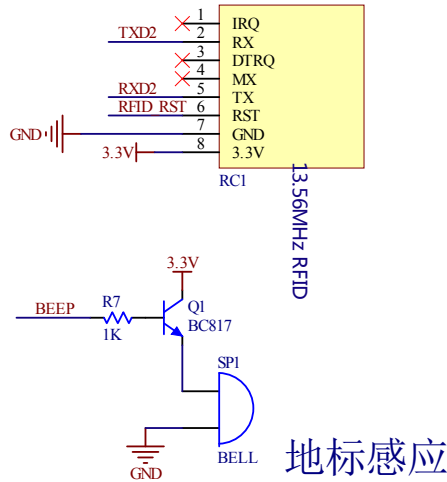 1 IRQ
TXD2 2 RX
3 DTRQ
4 MX
RXD2 5 TX
RFID_RST 6 RST
GND 7 GND
3.3V 8 3.3V
RC1
13.56MHz RFID
3.3V
BEEP R7 Q1
1K BC817
SP1
GND BELL
地标感应